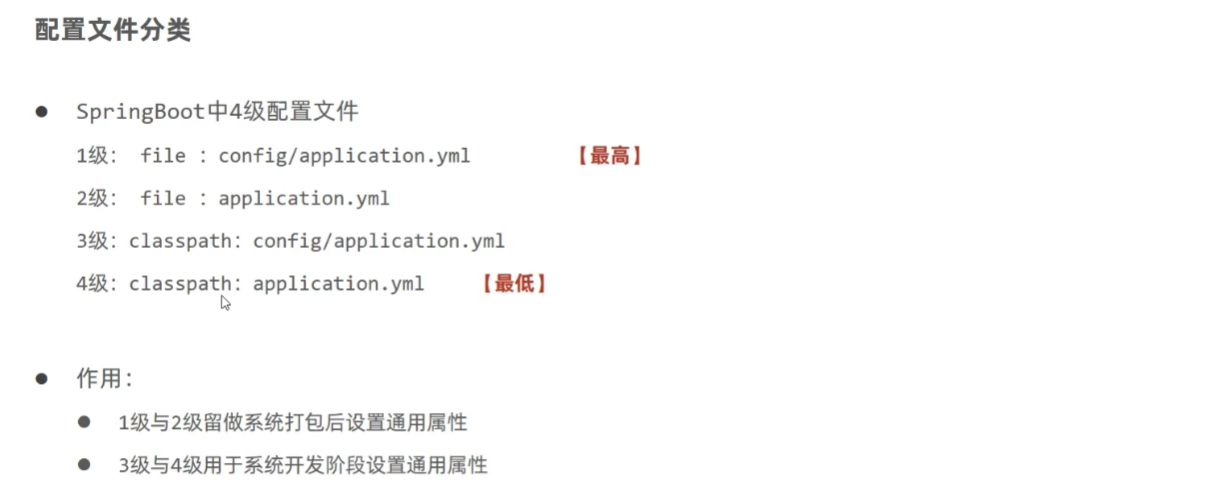 配置文件分类
● SpringBoot中4级配置文件
1级： file ：config/application.yml 【最高】
2级： file ：application.yml
3级：classpath：config/application.yml
4级：classpath：application.yml 【最低】
● 作用：
● 1级与2级留做系统打包后设置通用属性
● 3级与4级用于系统开发阶段设置通用属性